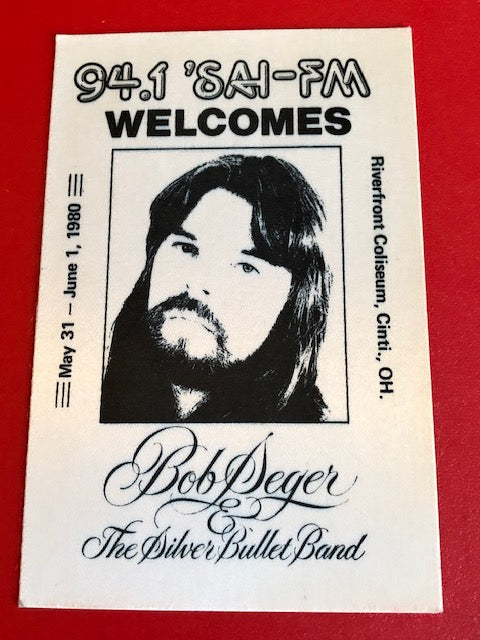 94.1 'SAI-FM
WELCOMES
May 31 - June 1, 1980
Riverfront Coliseum, Cinti., OH.
Bob Seger
&
The Silver Bullet Band